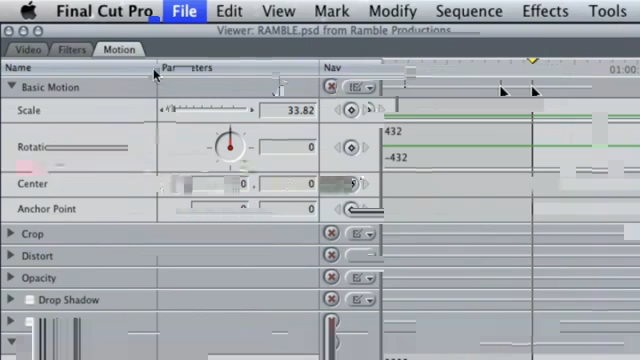 Final Cut Pro File Edit View Mark Modify Sequence Effects Tools
Viewer: RAMBLE.psd from Ramble Productions
Video Filters Motion
Name Nav 01:00:
Basic Motion
Scale 33.82
432
0
-432
Center 0 , 0
Anchor Point 0
Crop
Distort
Opacity
Drop Shadow